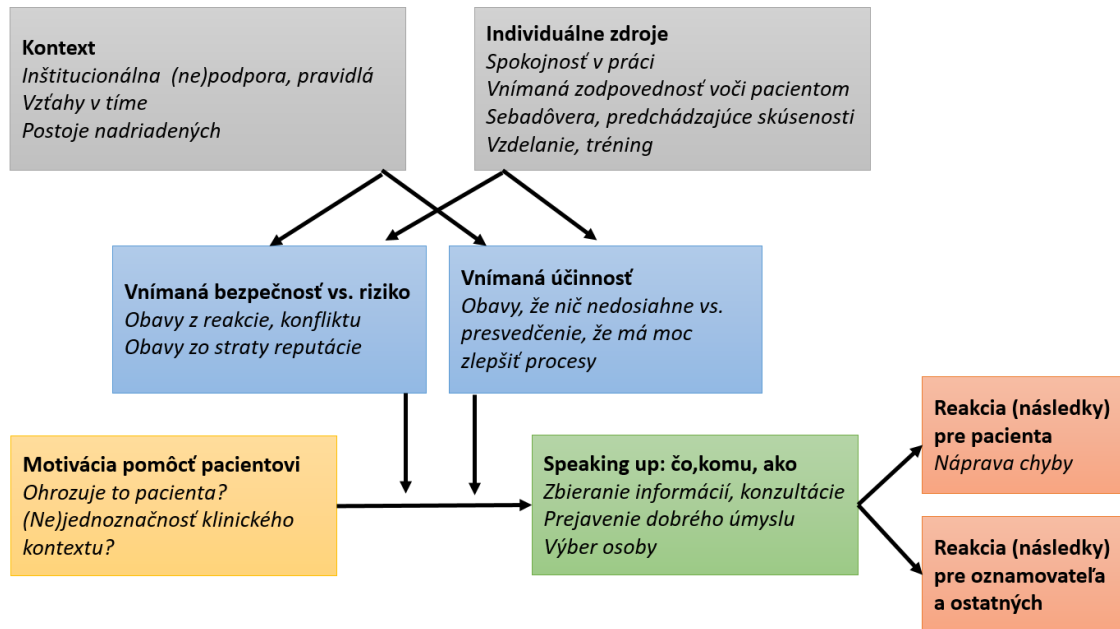 Kontext
Inštitucionálna (ne)podpora, pravidlá
Vzťahy v tíme
Postoje nadriadených
Individuálne zdroje
Spokojnosť v práci
Vnímaná zodpovednosť voči pacientom
Sebadôvera, predchádzajúce skúsenosti
Vzdelanie, tréning
Vnímaná bezpečnosť vs. riziko
Obavy z reakcie, konfliktu
Obavy zo straty reputácie
Vnímaná účinnosť
Obavy, že nič nedosiahne vs.
presvedčenie, že má moc
zlepšiť procesy
Motivácia pomôcť pacientovi
Ohrozuje to pacienta?
(Ne)jednoznačnosť klinického
kontextu?
Speaking up: čo,komu, ako
Zbieranie informácií, konzultácie
Prejavenie dobrého úmyslu
Výber osoby
Reakcia (následky)
pre pacienta
Náprava chyby
Reakcia (následky)
pre oznamovateľa
a ostatných